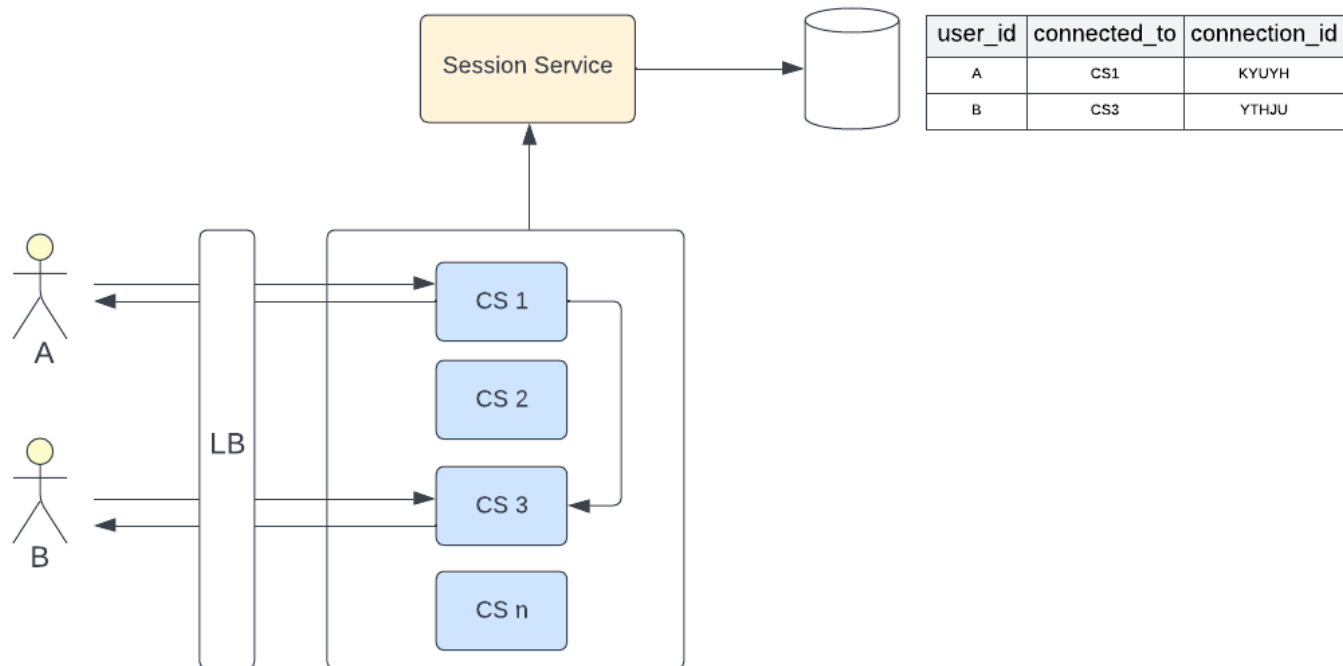 Session Service
user_id connected_to connection_id
A CS1 KYUYH
B CS3 YTHJU
CS 1
A
CS 2
LB
CS 3
B
CS n